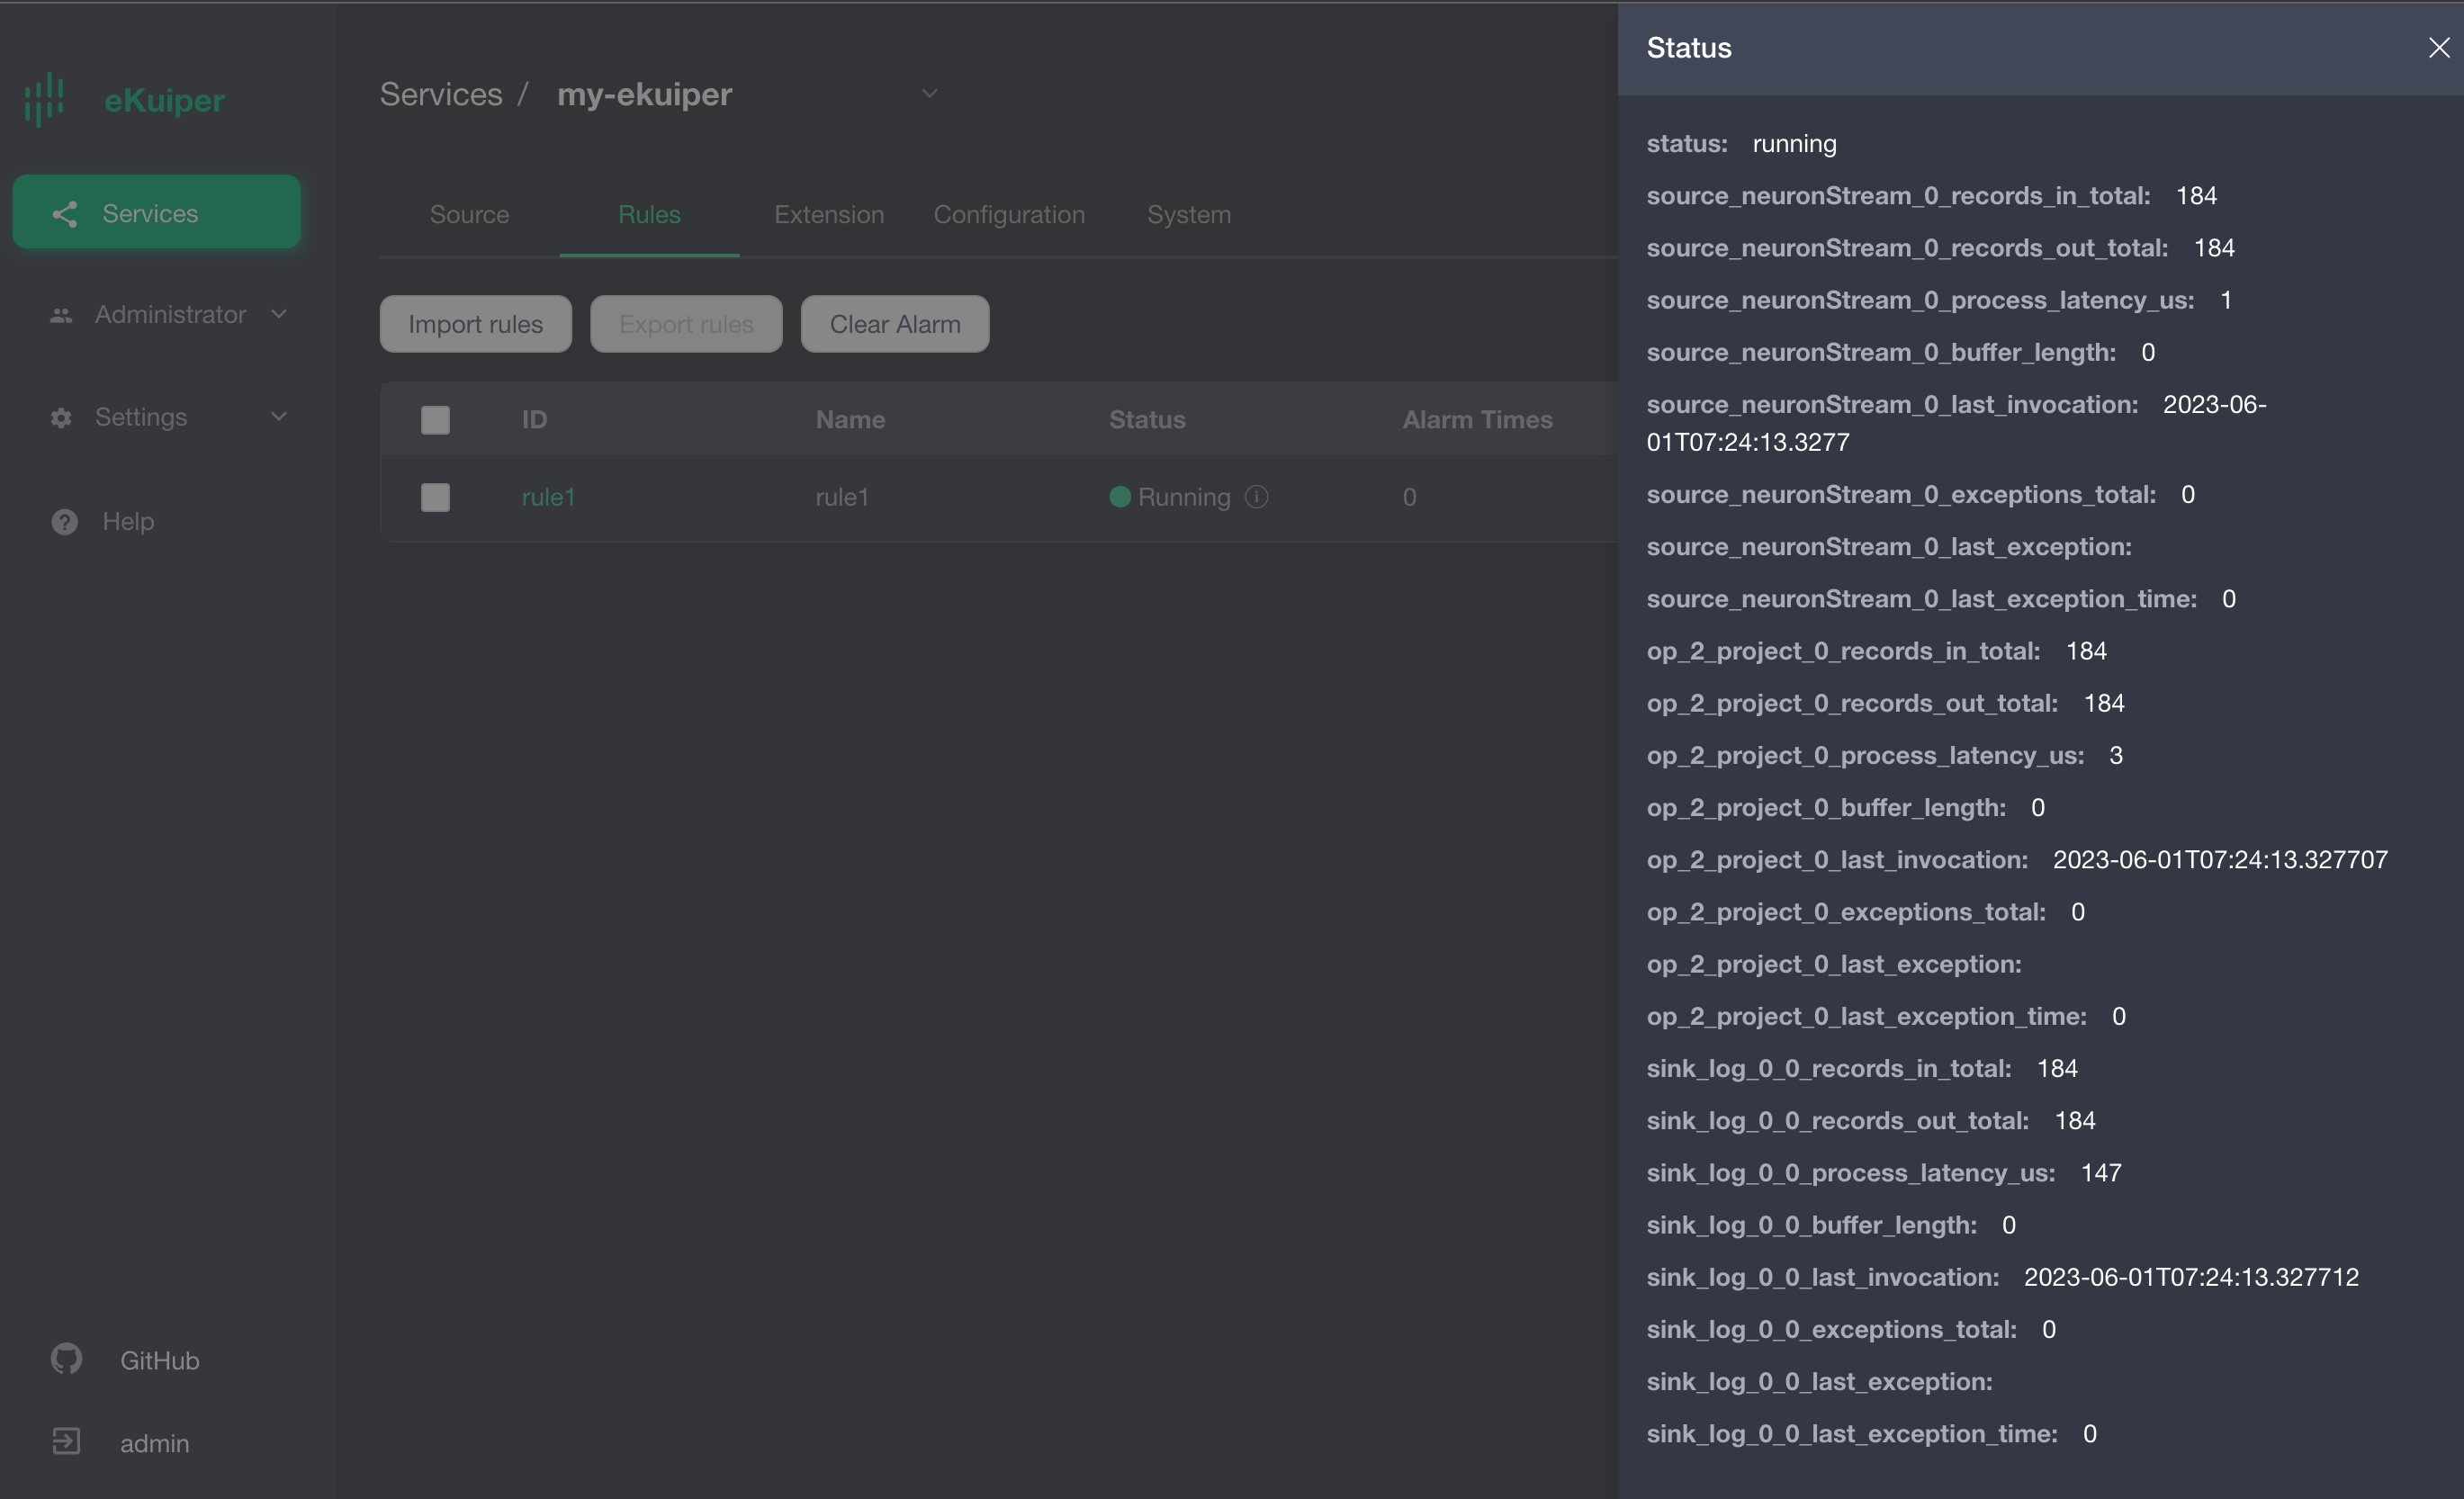 eKuiper
Services
Administrator
Settings
Help
GitHub
admin
Services / my-ekuiper
Source Rules Extension Configuration System
Import rules Export rules Clear Alarm
ID Name Status Alarm Times
rule1 rule1 Running 0
Status
status: running
source_neuronStream_0_records_in_total: 184
source_neuronStream_0_records_out_total: 184
source_neuronStream_0_process_latency_us: 1
source_neuronStream_0_buffer_length: 0
source_neuronStream_0_last_invocation: 2023-06-
01T07:24:13.3277
source_neuronStream_0_exceptions_total: 0
source_neuronStream_0_last_exception:
source_neuronStream_0_last_exception_time: 0
op_2_project_0_records_in_total: 184
op_2_project_0_records_out_total: 184
op_2_project_0_process_latency_us: 3
op_2_project_0_buffer_length: 0
op_2_project_0_last_invocation: 2023-06-01T07:24:13.327707
op_2_project_0_exceptions_total: 0
op_2_project_0_last_exception:
op_2_project_0_last_exception_time: 0
sink_log_0_0_records_in_total: 184
sink_log_0_0_records_out_total: 184
sink_log_0_0_process_latency_us: 147
sink_log_0_0_buffer_length: 0
sink_log_0_0_last_invocation: 2023-06-01T07:24:13.327712
sink_log_0_0_exceptions_total: 0
sink_log_0_0_last_exception:
sink_log_0_0_last_exception_time: 0